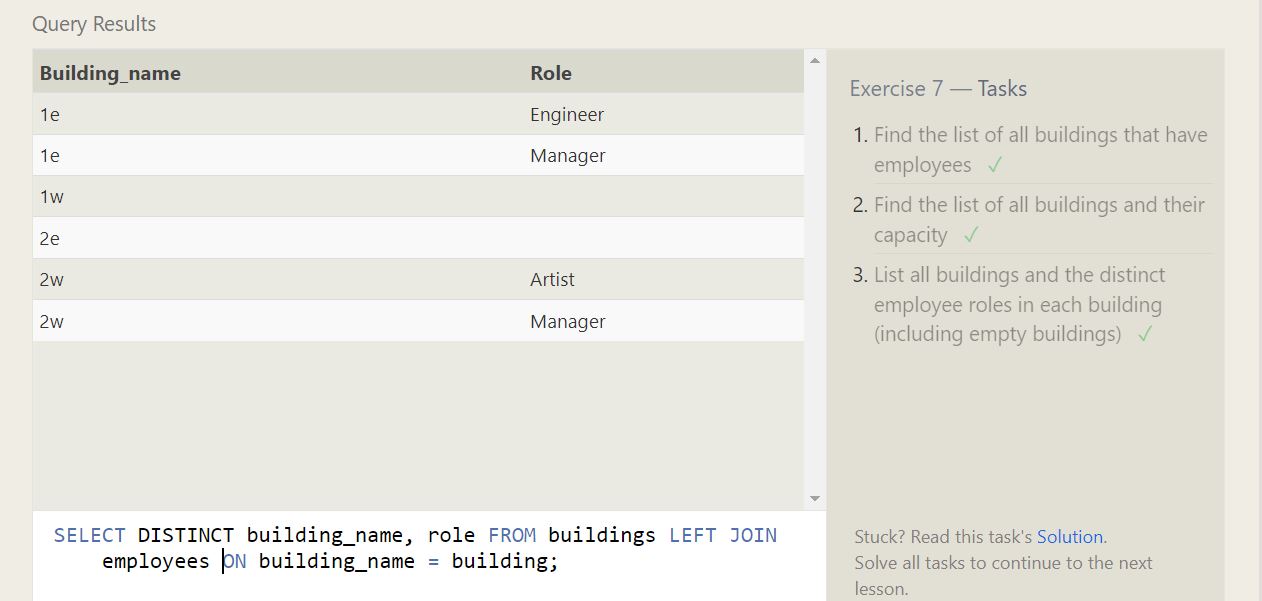 Query Results
Building_name Role
1e Engineer
1e Manager
1w
2e
2w Artist
2w Manager
Exercise 7 — Tasks
1. Find the list of all buildings that have
employees ✓
2. Find the list of all buildings and their
capacity ✓
3. List all buildings and the distinct
employee roles in each building
(including empty buildings) ✓
SELECT DISTINCT building_name, role FROM buildings LEFT JOIN
employees ON building_name = building;
Stuck? Read this task's Solution.
Solve all tasks to continue to the next
lesson.